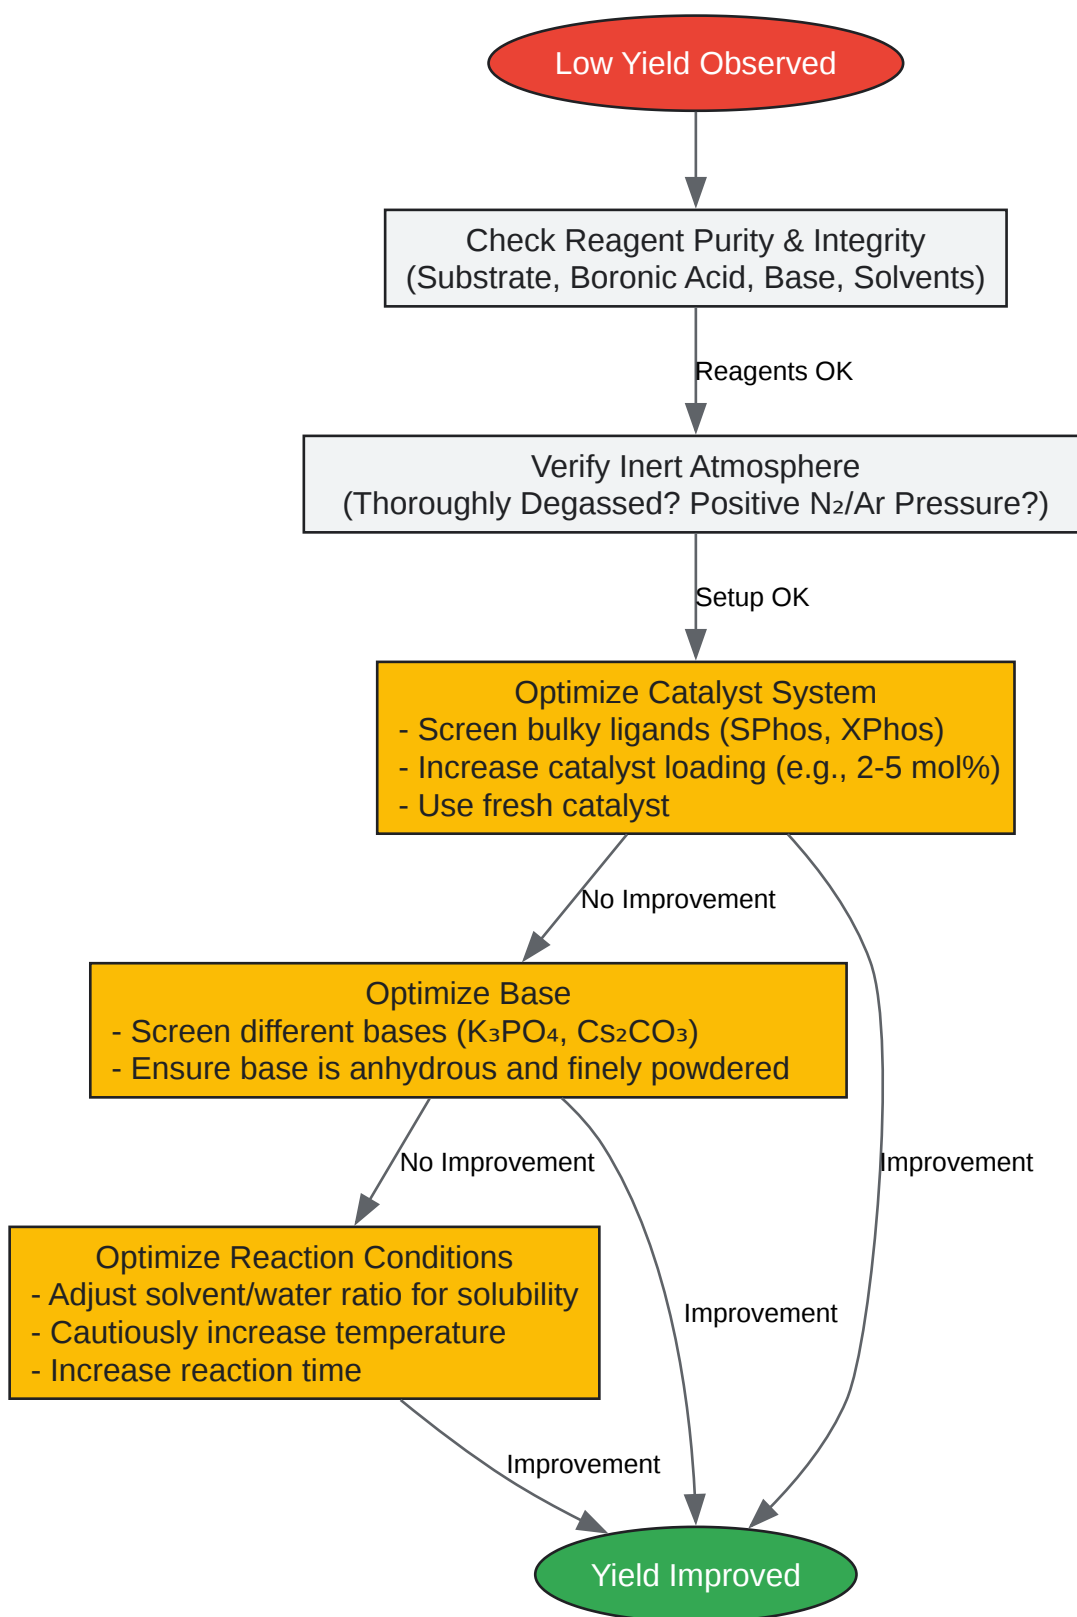 Low Yield Observed
Check Reagent Purity & Integrity
(Substrate, Boronic Acid, Base, Solvents)
Reagents OK
Verify Inert Atmosphere
(Thoroughly Degassed? Positive N₂/Ar Pressure?)
Setup OK
Optimize Catalyst System
- Screen bulky ligands (SPhos, XPhos)
- Increase catalyst loading (e.g., 2-5 mol%)
- Use fresh catalyst
No Improvement
Optimize Base
- Screen different bases (K₃PO₄, Cs₂CO₃)
- Ensure base is anhydrous and finely powdered
No Improvement
Improvement
Optimize Reaction Conditions
- Adjust solvent/water ratio for solubility
- Cautiously increase temperature
- Increase reaction time
Improvement
Improvement
Yield Improved